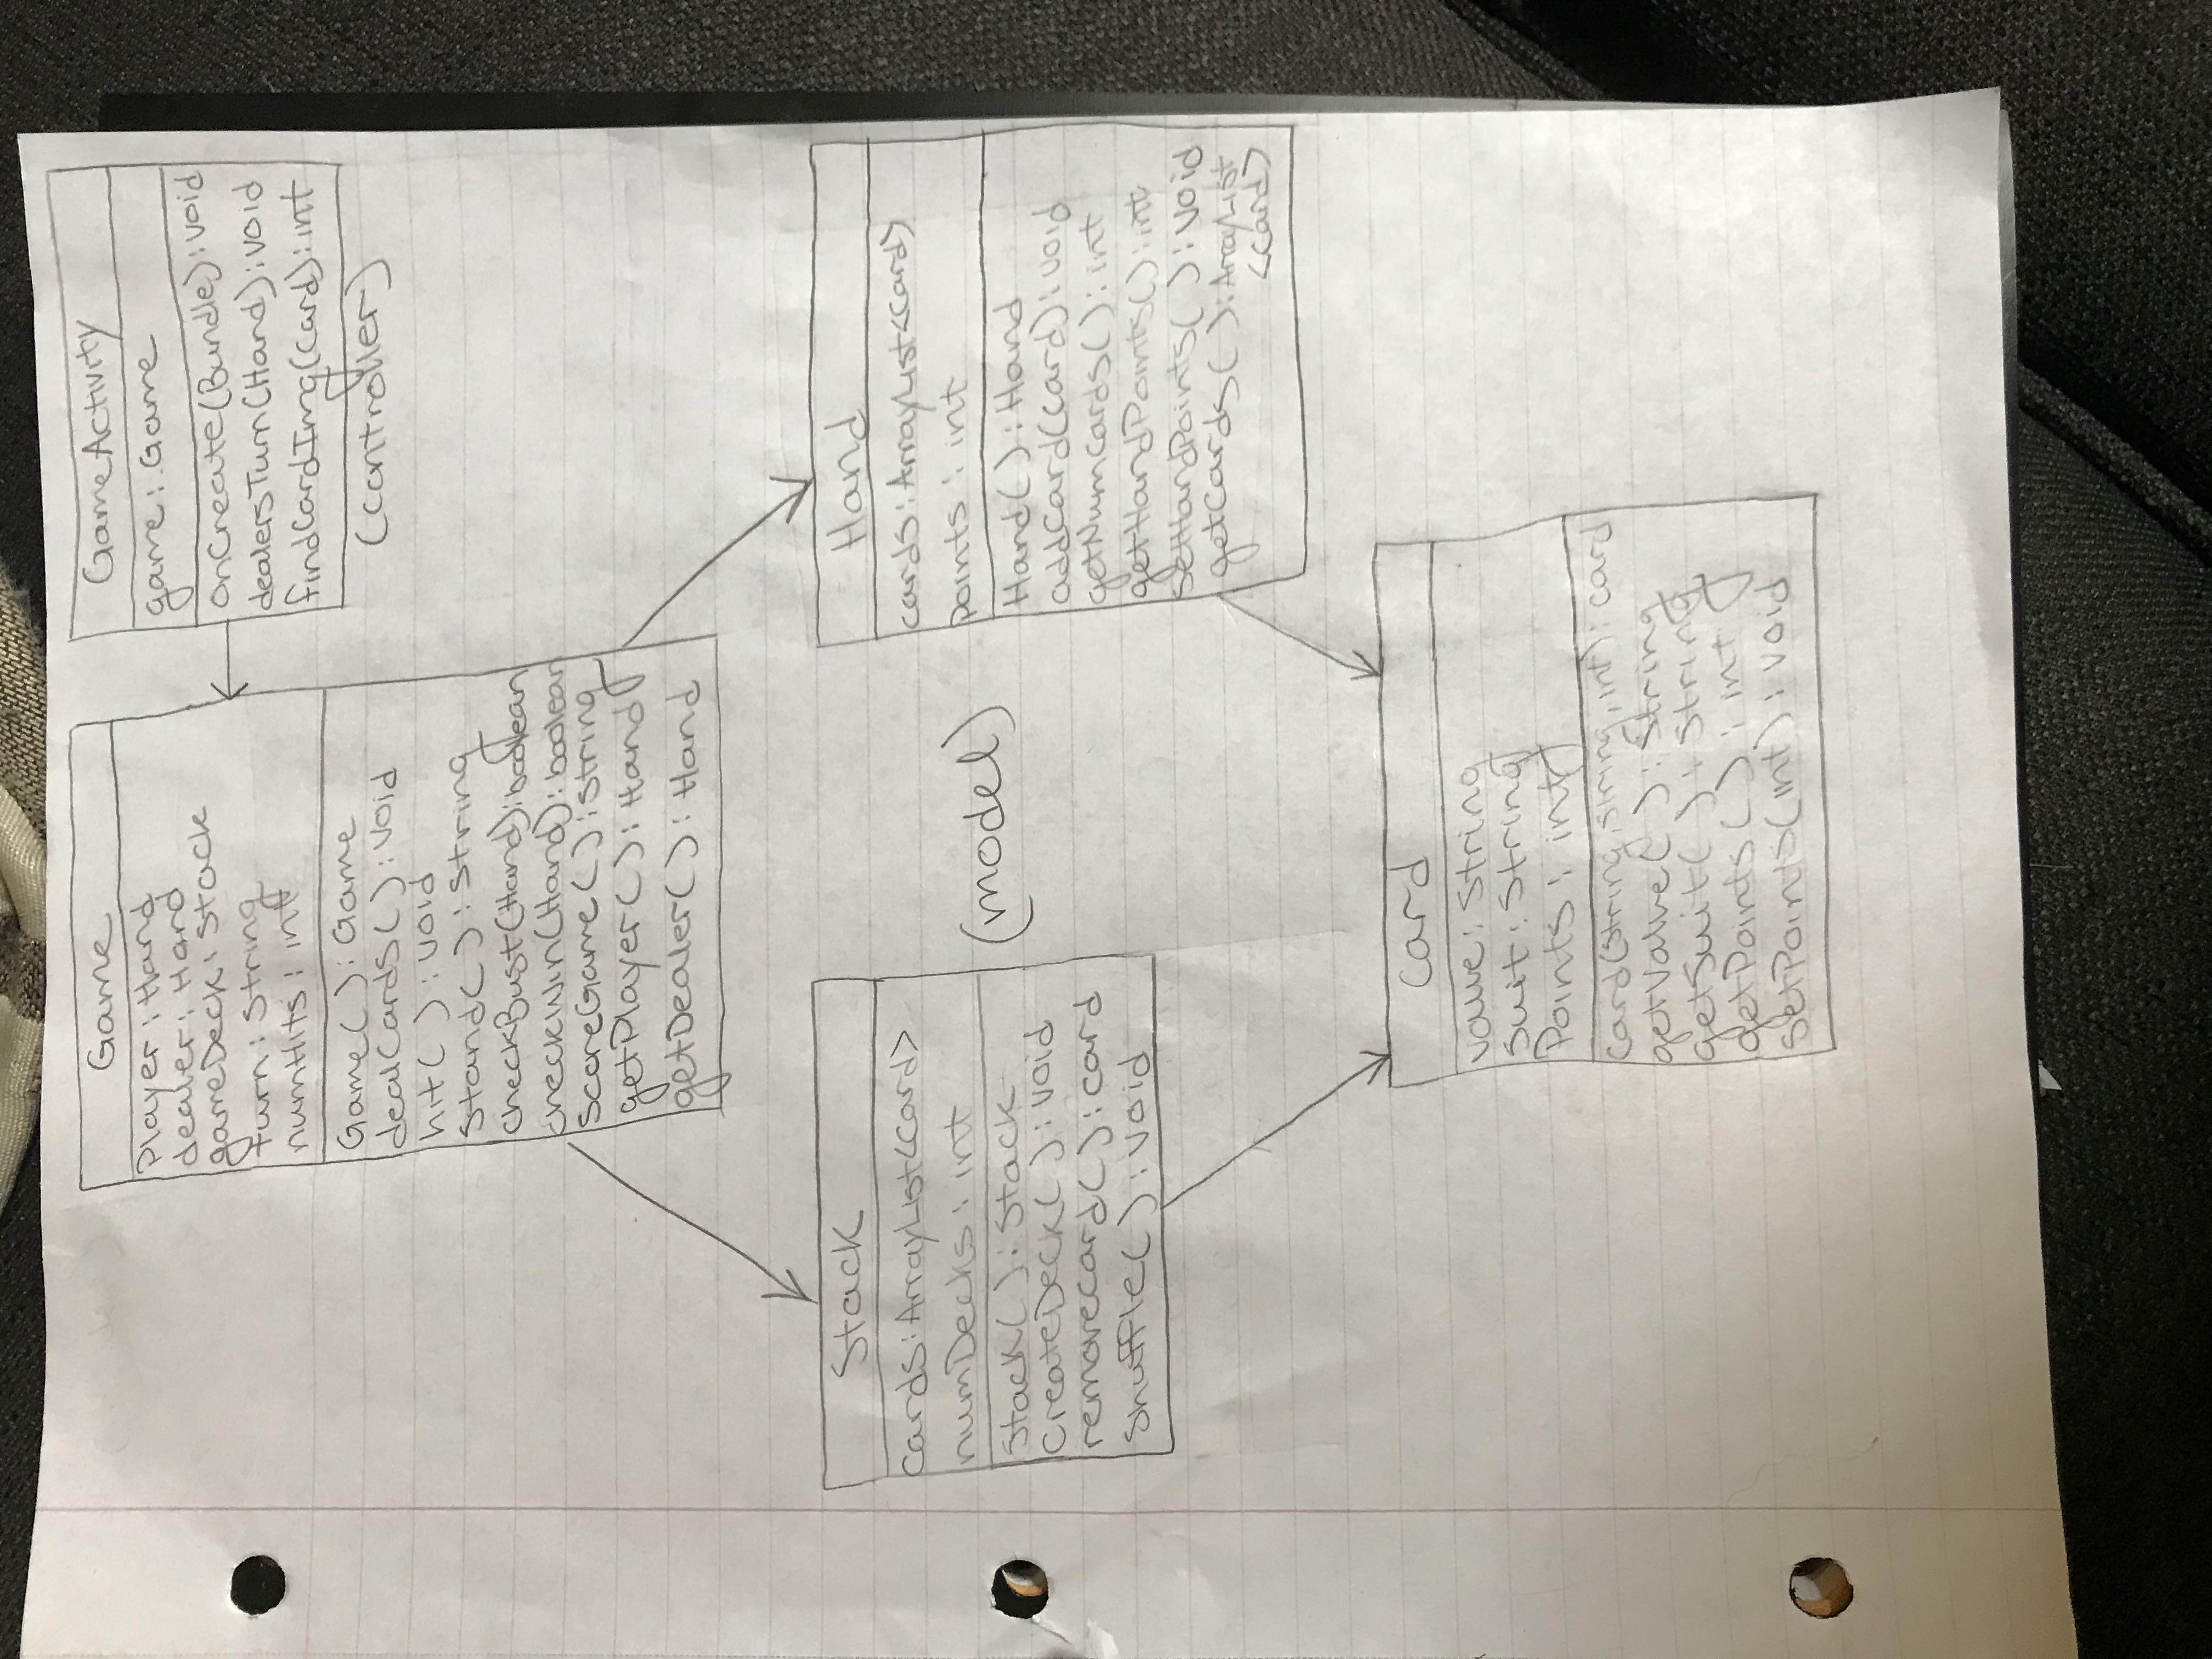 Game
Player : Hand
dealer : Hand
gameDeck : Stack
turn : String
numHits : int
Game( ) : Game
dealCards( ) : void
hit( ) : void
Stand( ) : String
checkBust(Hand) : boolean
checkWin(Hand) : boolean
ScoreGame( ) : String
getPlayer( ) : Hand
getDealer( ) : Hand
GameActivity
game : Game
onCreate(Bundle) : void
dealersTurn(Hand) : void
findCardImg(Card) : int
(controller)
Stack
cards : ArrayList<Card>
numDecks : int
Stack( ) : Stack
CreateDeck( ) : void
removeCard( ) : Card
Shuffle( ) : void
(model)
Hand
cards : ArrayList<Card>
points : int
Hand( ) : Hand
addCard(Card) : void
getNumCards( ) : int
getHandPoints( ) : int
setHandPoints( ) : void
getCards( ) : ArrayList
<Card>
Card
value : String
Suit : String
Points : int
Card(String, String, int) : Card
getValue( ) : String
getSuit( ) : String
getPoints( ) : int
setPoints(int) : void